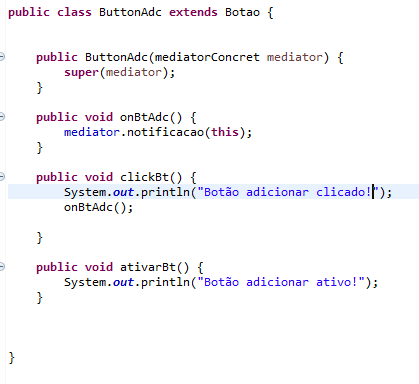 public class ButtonAdc extends Botao {
public ButtonAdc(mediatorConcret mediator) {
super(mediator);
}
public void onBtAdc() {
mediator.notificacao(this);
}
public void clickBt() {
System.out.println("Botão adicionar clicado!");
onBtAdc();
}
public void ativarBt() {
System.out.println("Botão adicionar ativo!");
}
}